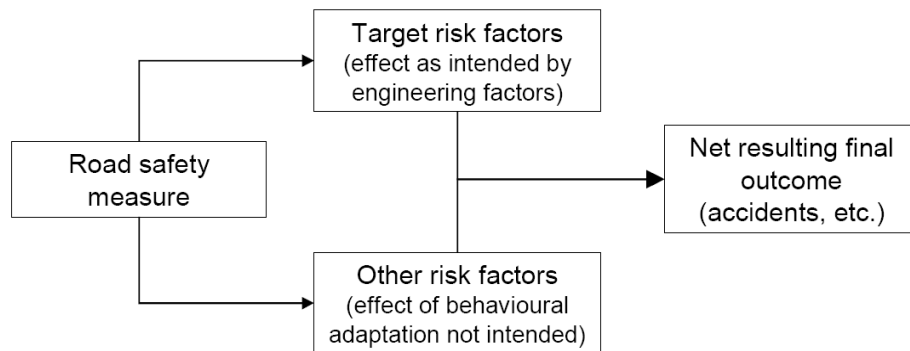 Target risk factors
(effect as intended by
engineering factors)
Road safety
measure
Net resulting final
outcome
(accidents, etc.)
Other risk factors
(effect of behavioural
adaptation not intended)